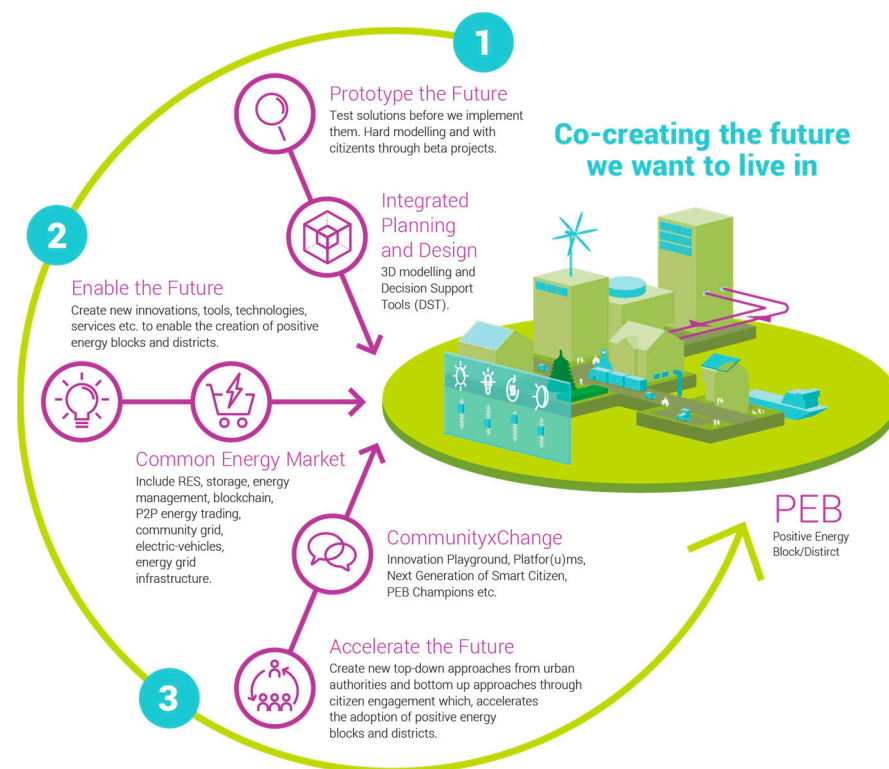 1
Prototype the Future
Test solutions before we implement
them. Hard modelling and with
citizents through beta projects.
Co-creating the future
we want to live in
Integrated
Planning
and Design
3D modelling and
Decision Support
Tools (DST).
2
Enable the Future
Create new innovations, tools, technologies,
services etc. to enable the creation of positive
energy blocks and districts.
Common Energy Market
Include RES, storage, energy
management, blockchain,
P2P energy trading,
community grid,
electric-vehicles,
energy grid
infrastructure.
CommunityxChange
Innovation Playground, Platfor(u)ms,
Next Generation of Smart Citizen,
PEB Champions etc.
PEB
Positive Energy
Block/Distirct
3
Accelerate the Future
Create new top-down approaches from urban
authorities and bottom up approaches through
citizen engagement which, accelerates
the adoption of positive energy
blocks and districts.